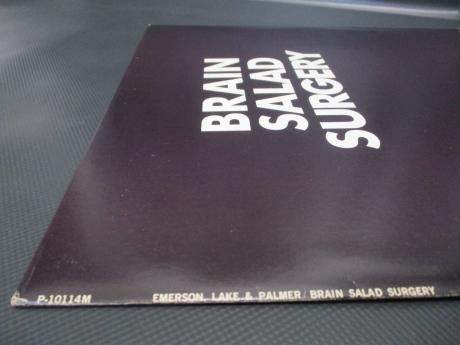 BRAIN
SALAD
SURGERY
P-10114M EMERSON, LAKE & PALMER / BRAIN SALAD SURGERY